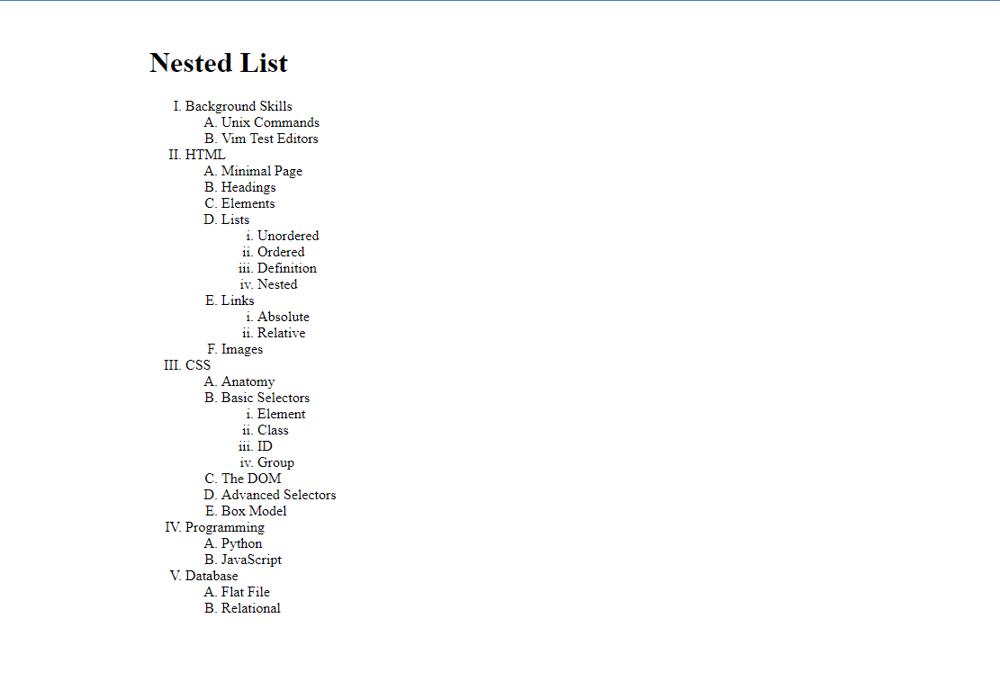 Nested List
I. Background Skills
A. Unix Commands
B. Vim Test Editors
II. HTML
A. Minimal Page
B. Headings
C. Elements
D. Lists
i. Unordered
ii. Ordered
iii. Definition
iv. Nested
E. Links
i. Absolute
ii. Relative
F. Images
III. CSS
A. Anatomy
B. Basic Selectors
i. Element
ii. Class
iii. ID
iv. Group
C. The DOM
D. Advanced Selectors
E. Box Model
IV. Programming
A. Python
B. JavaScript
V. Database
A. Flat File
B. Relational